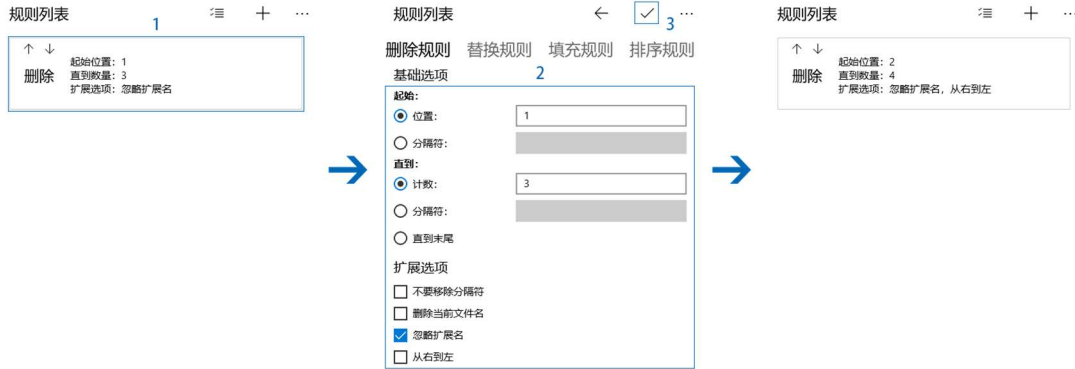 规则列表
1
删除
起始位置：1
直到数量：3
扩展选项：忽略扩展名
规则列表
3
删除规则 替换规则 填充规则 排序规则
基础选项
2
起始：
位置： 1
分隔符：
直到：
计数： 3
分隔符：
直到末尾
扩展选项
不要移除分隔符
删除当前文件名
忽略扩展名
从右到左
规则列表
删除
起始位置：2
直到数量：4
扩展选项：忽略扩展名，从右到左